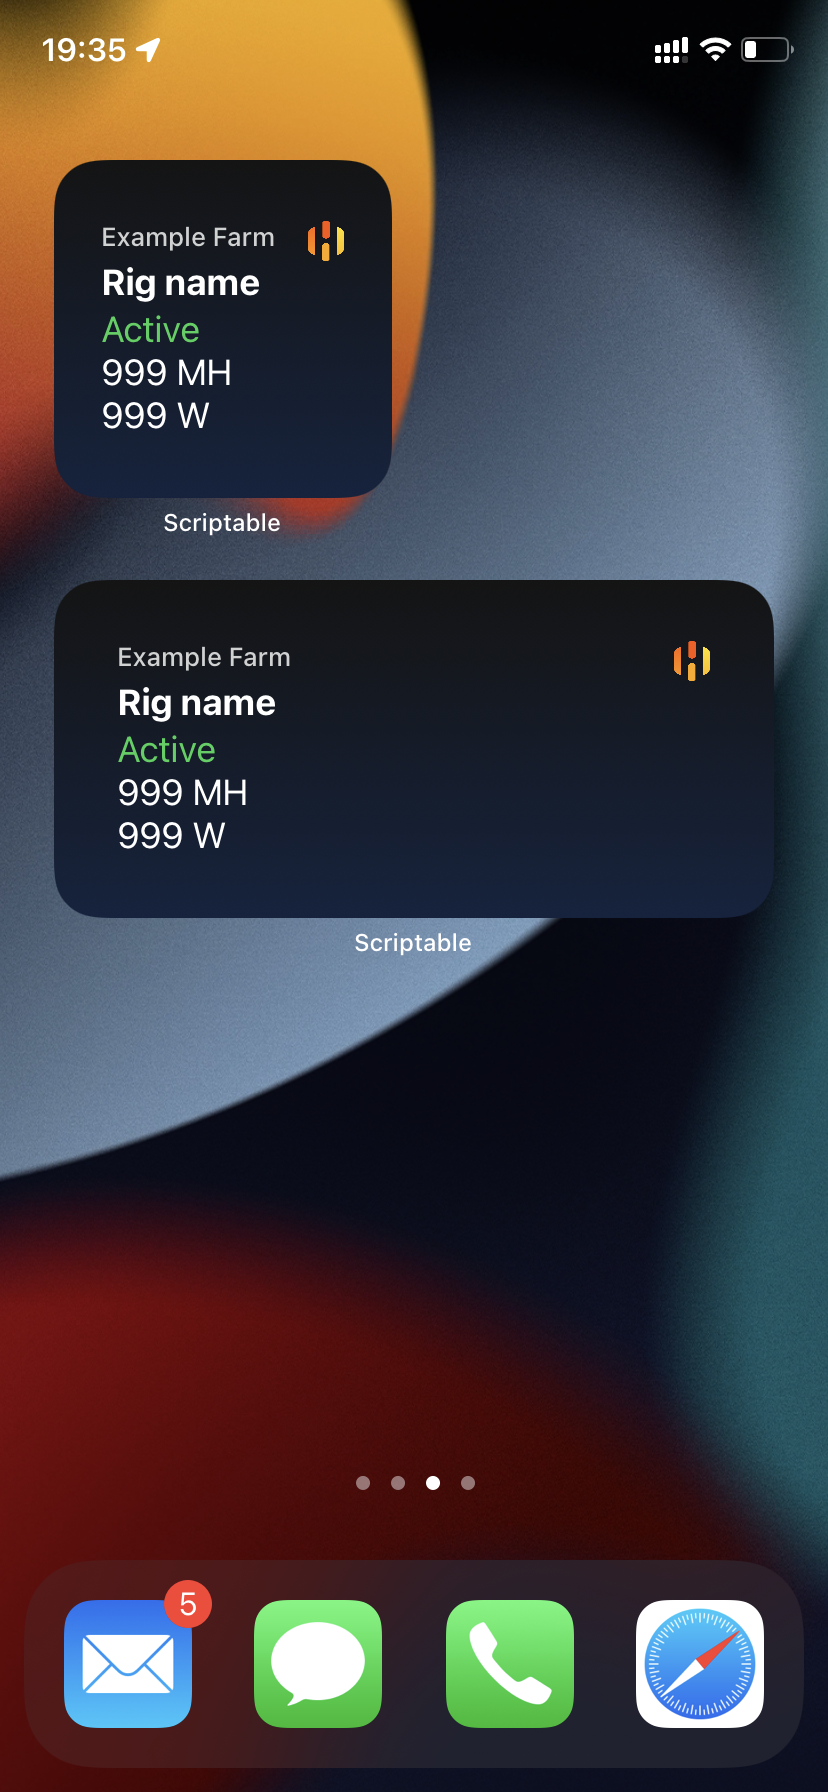 19:35
Example Farm
Rig name
Active
999 MH
999 W
Scriptable
Example Farm
Rig name
Active
999 MH
999 W
Scriptable
5